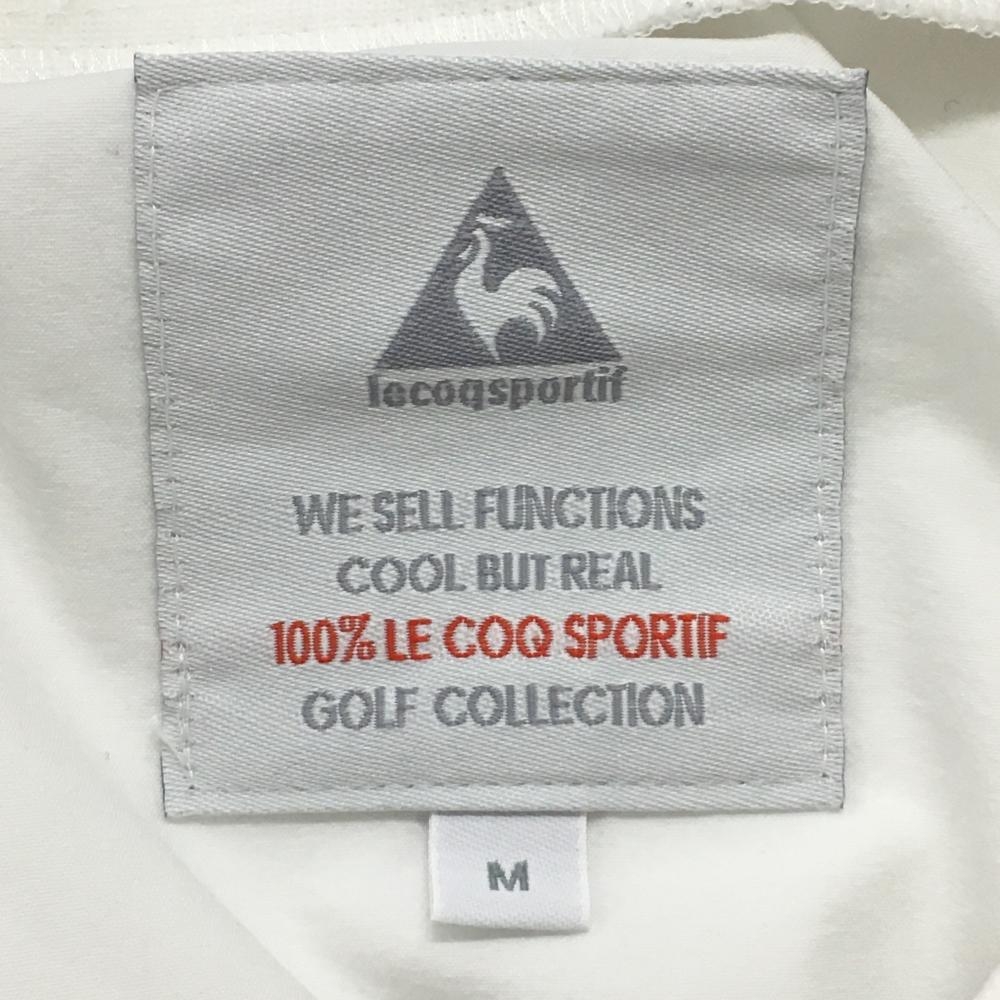 lecoqsportif
WE SELL FUNCTIONS
COOL BUT REAL
100% LE COQ SPORTIF
GOLF COLLECTION
M